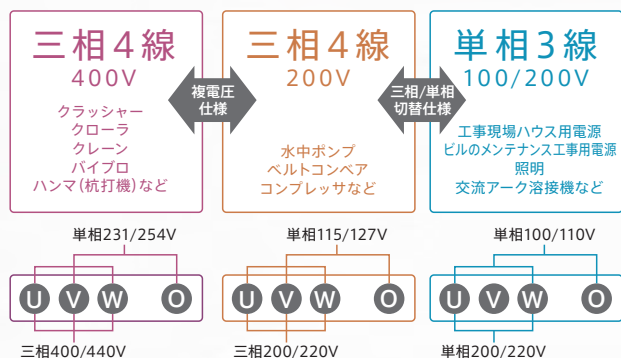 三相4線
400V
クラッシャー
クローラ
クレーン
バイブロ
ハンマ(杭打機)など
複電圧
仕様
三相4線
200V
水中ポンプ
ベルトコンベア
コンプレッサなど
三相/単相
切替仕様
単相3線
100/200V
工事現場ハウス用電源
ビルのメンテナンス工事用電源
照明
交流アーク溶接機など
単相231/254V
U V W O
三相400/440V
単相115/127V
U V W O
三相200/220V
単相100/110V
U V W O
単相200/220V